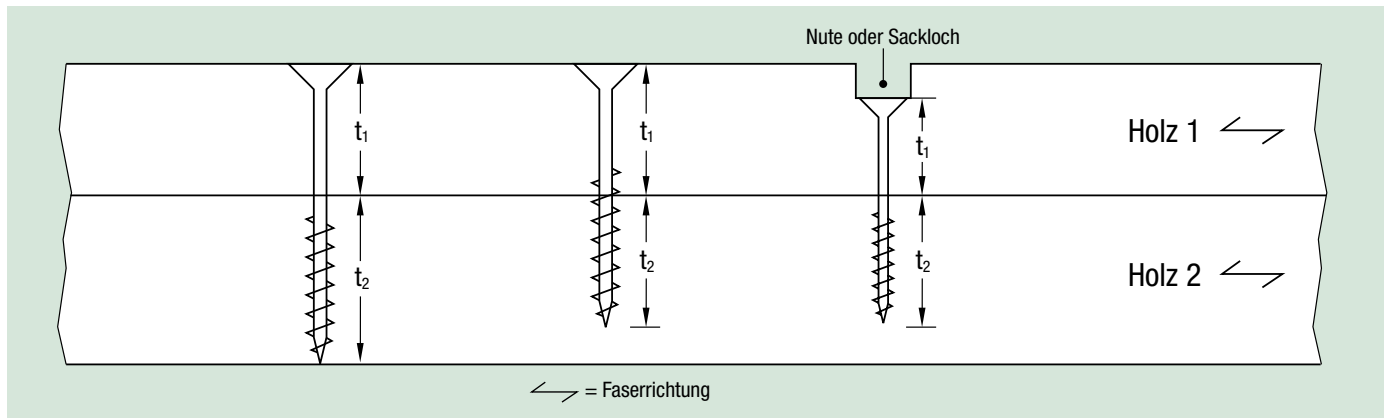 Nute oder Sackloch
t₁
t₁
t₁
Holz 1
t₂
t₂
t₂
Holz 2
= Faserrichtung